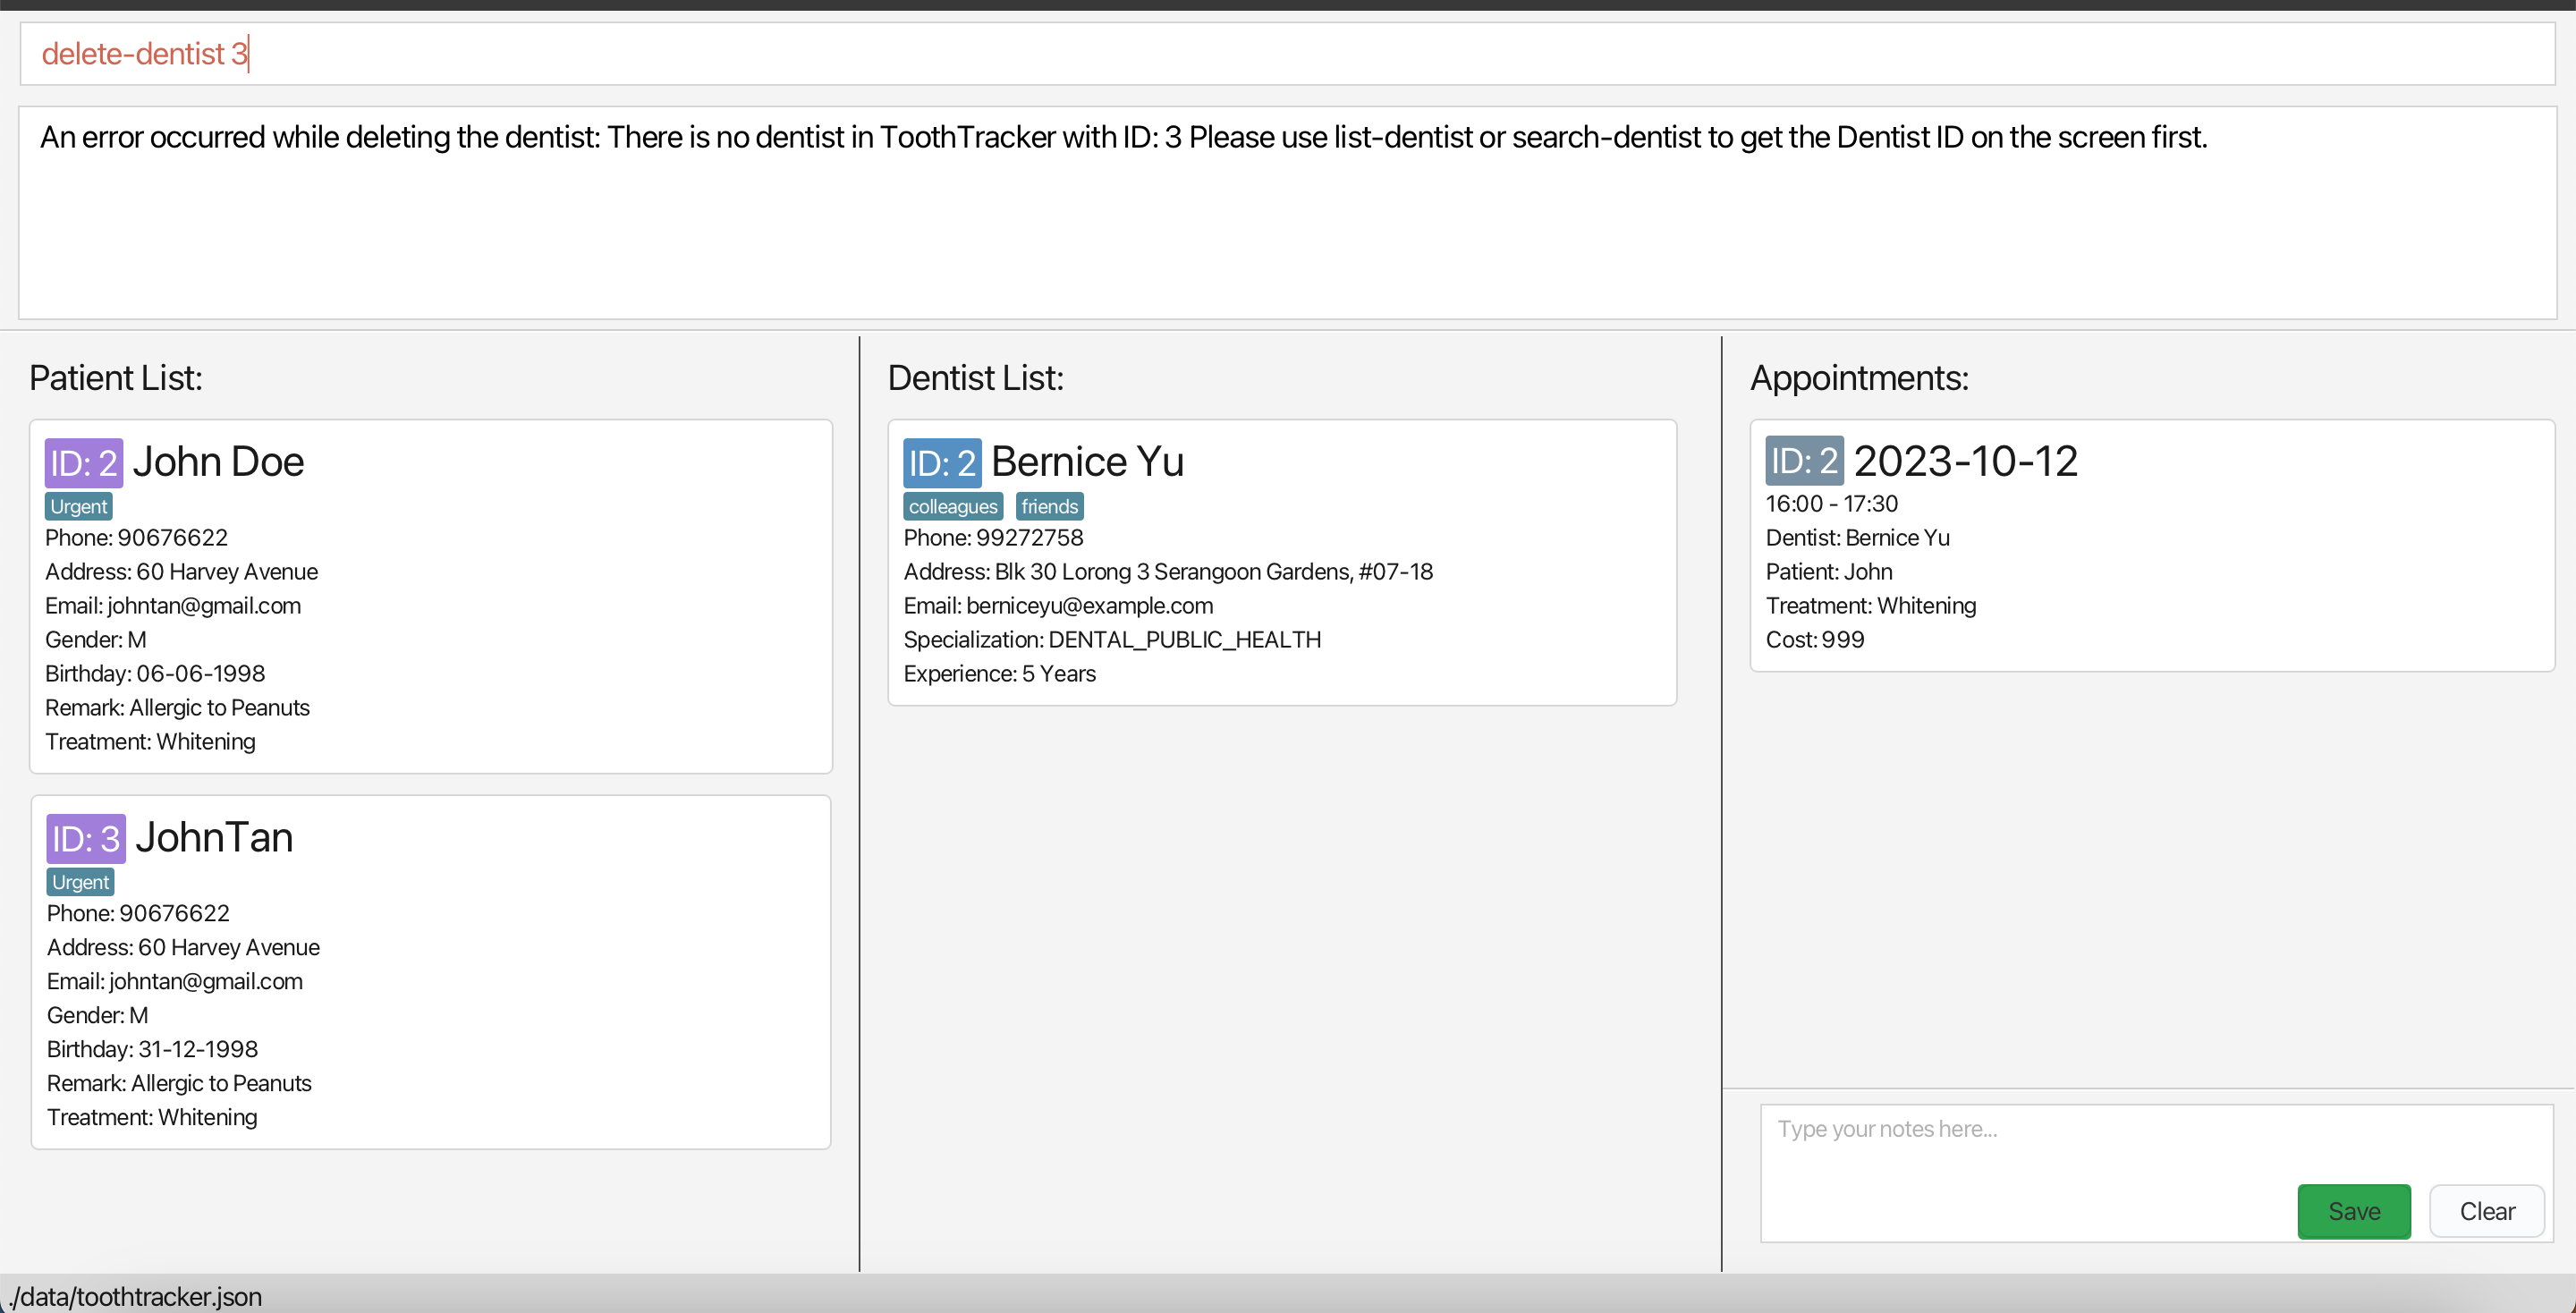 delete-dentist 3
An error occurred while deleting the dentist: There is no dentist in ToothTracker with ID: 3 Please use list-dentist or search-dentist to get the Dentist ID on the screen first.
Patient List:
ID: 2 John Doe
Urgent
Phone: 90676622
Address: 60 Harvey Avenue
Email: johntan@gmail.com
Gender: M
Birthday: 06-06-1998
Remark: Allergic to Peanuts
Treatment: Whitening
ID: 3 JohnTan
Urgent
Phone: 90676622
Address: 60 Harvey Avenue
Email: johntan@gmail.com
Gender: M
Birthday: 31-12-1998
Remark: Allergic to Peanuts
Treatment: Whitening
Dentist List:
ID: 2 Bernice Yu
colleagues friends
Phone: 99272758
Address: Blk 30 Lorong 3 Serangoon Gardens, #07-18
Email: berniceyu@example.com
Specialization: DENTAL_PUBLIC_HEALTH
Experience: 5 Years
Appointments:
ID: 2 2023-10-12
16:00 - 17:30
Dentist: Bernice Yu
Patient: John
Treatment: Whitening
Cost: 999
Type your notes here...
Save Clear
./data/toothtracker.json